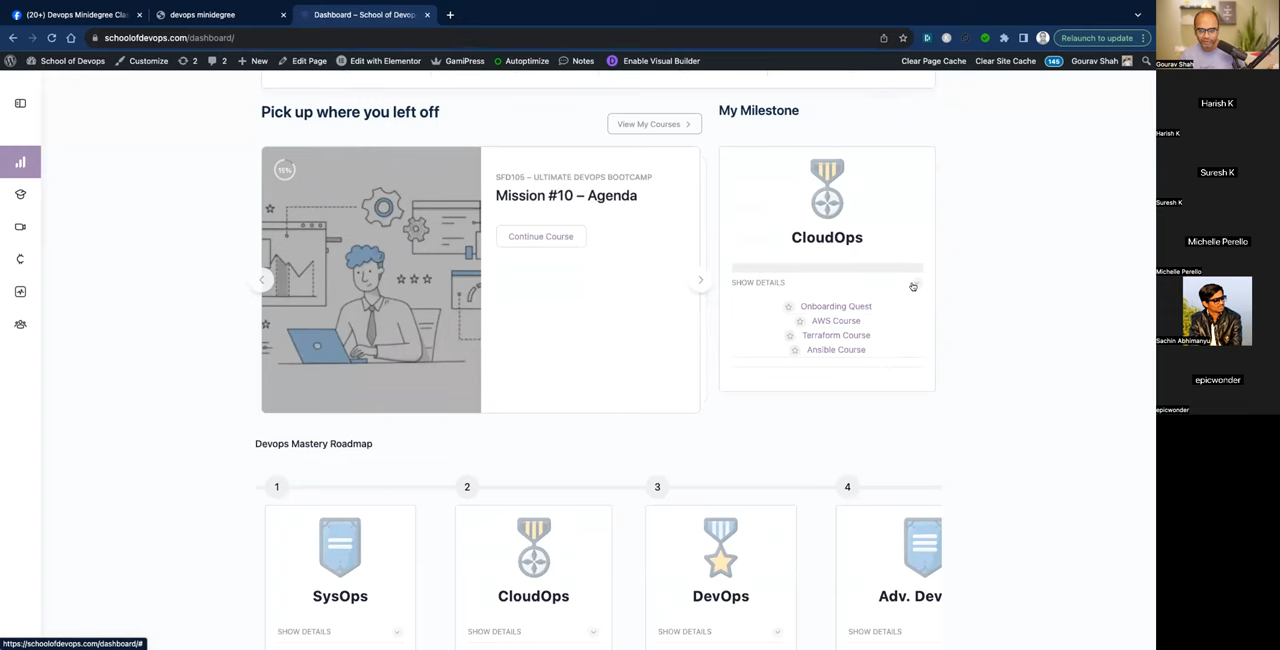 (20+) Devops Minidegree Cla
devops minidegree
Dashboard – School of Devop
schoolofdevops.com/dashboard/
Relaunch to update
School of Devops
Customize
2
2
New
Edit Page
Edit with Elementor
GamiPress
Autoptimize
Notes
Enable Visual Builder
Clear Page Cache
Clear Site Cache
145
Gourav Shah
Pick up where you left off
View My Courses
My Milestone
15%
SFD105 – ULTIMATE DEVOPS BOOTCAMP
Mission #10 – Agenda
Continue Course
CloudOps
SHOW DETAILS
Onboarding Quest
AWS Course
Terraform Course
Ansible Course
Devops Mastery Roadmap
1
2
3
4
SysOps
CloudOps
DevOps
Adv. Dev
SHOW DETAILS
SHOW DETAILS
SHOW DETAILS
SHOW DETAILS
https://schoolofdevops.com/dashboard/#
Gourav Shah
Harish K
Harish K
Suresh K
Suresh K
Michelle Perello
Michelle Perello
Sachin Abhimanyu
epicwonder
epicwonder